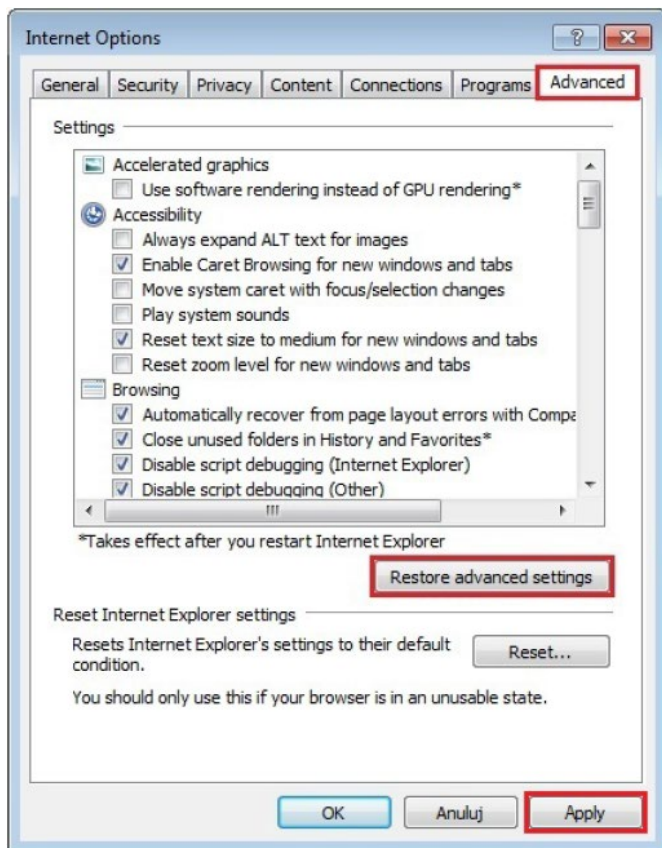 Internet Options
General Security Privacy Content Connections Programs Advanced
Settings
Accelerated graphics
Use software rendering instead of GPU rendering*
Accessibility
Always expand ALT text for images
Enable Caret Browsing for new windows and tabs
Move system caret with focus/selection changes
Play system sounds
Reset text size to medium for new windows and tabs
Reset zoom level for new windows and tabs
Browsing
Automatically recover from page layout errors with Compa
Close unused folders in History and Favorites*
Disable script debugging (Internet Explorer)
Disable script debugging (Other)
*Takes effect after you restart Internet Explorer
Restore advanced settings
Reset Internet Explorer settings
Resets Internet Explorer's settings to their default
condition.
Reset...
You should only use this if your browser is in an unusable state.
OK Anuluj Apply